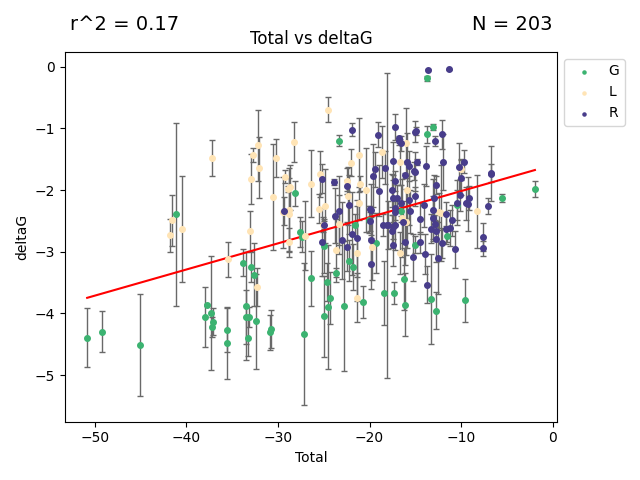 r^2 = 0.17
N = 203
Total vs deltaG
deltaG
0
−1
−2
−3
−4
−5
−50
−40
−30
−20
−10
0
Total
G
L
R